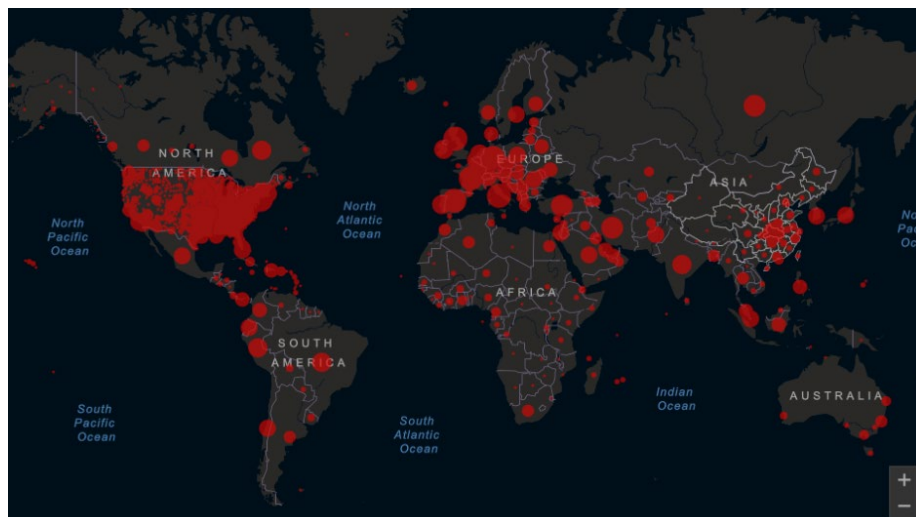 NORTH
AMERICA
EUROPE
ASIA
North
Pacific
Ocean
North
Atlantic
Ocean
AFRICA
SOUTH
AMERICA
South
Pacific
Ocean
South
Atlantic
Ocean
Indian
Ocean
AUSTRALIA
+
−